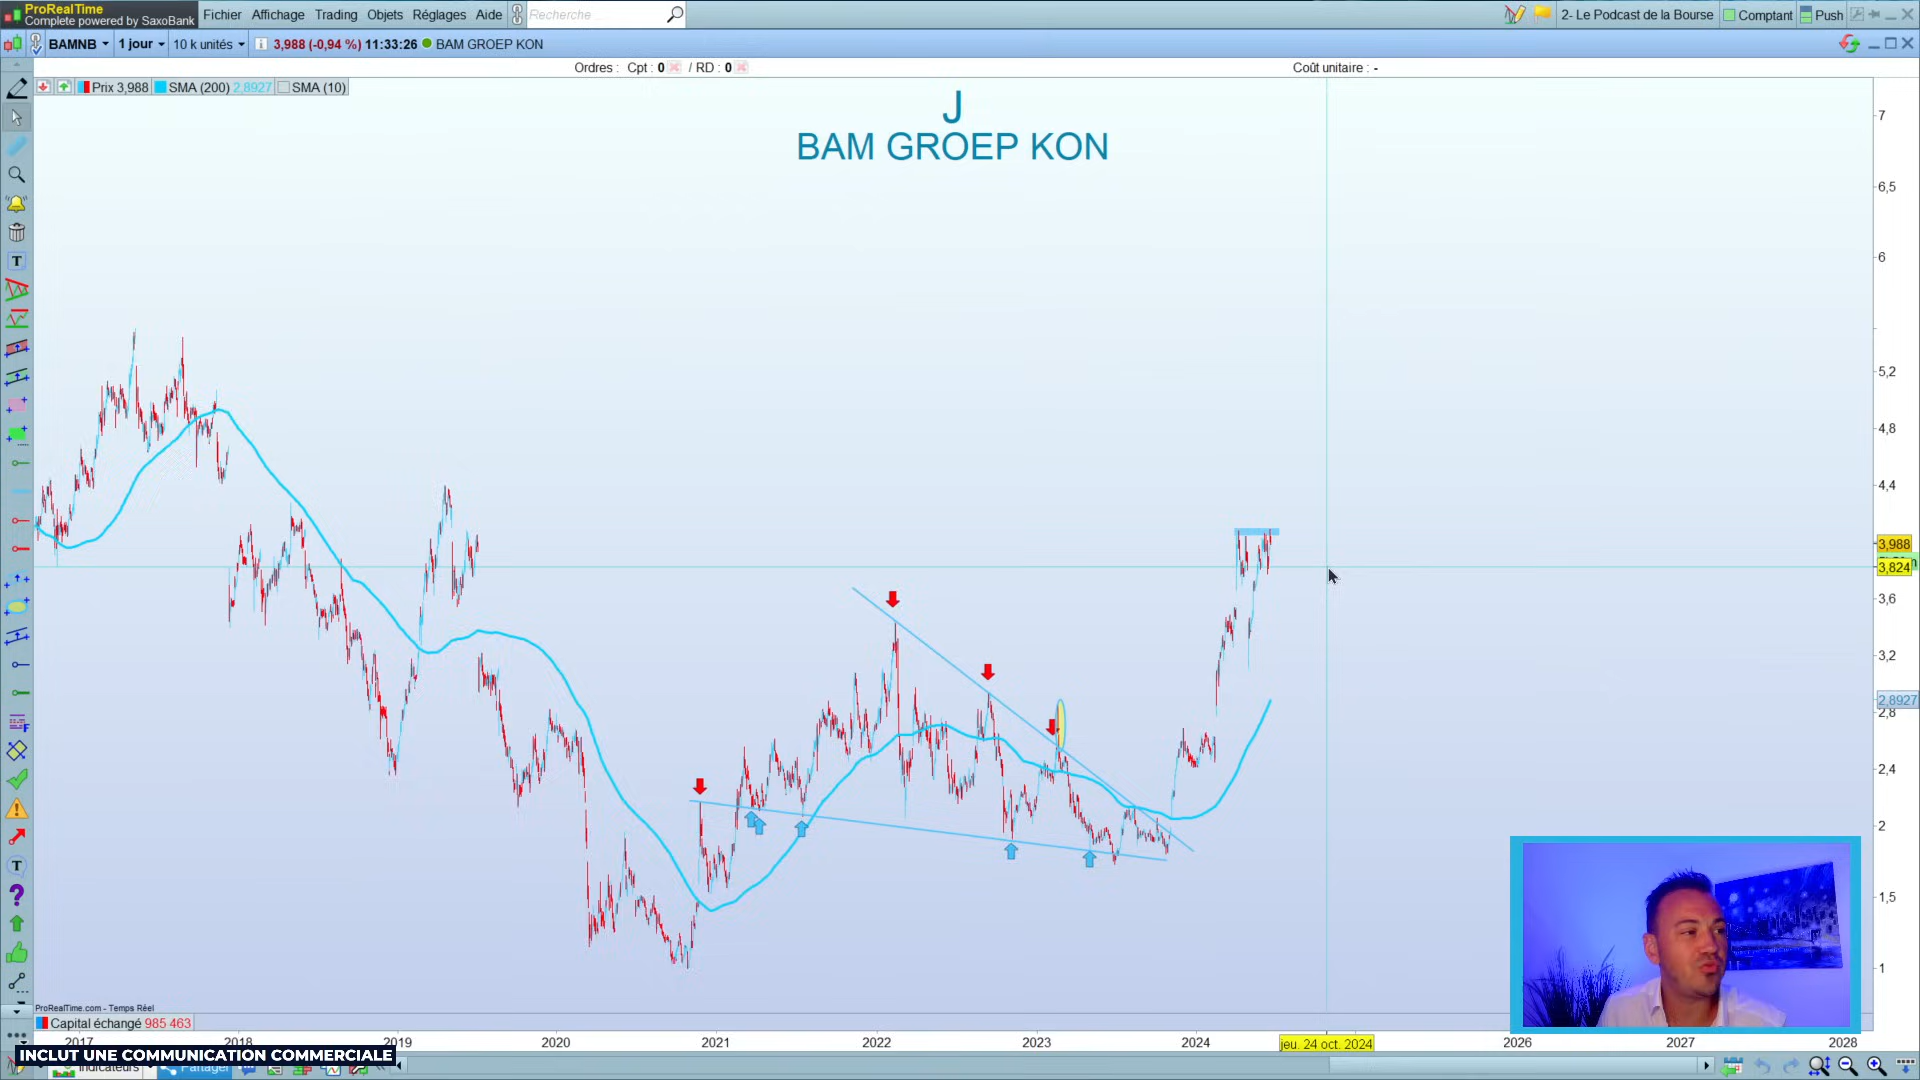 ProRealTime
Complete powered by SaxoBank
Fichier Affichage Trading Objets Réglages Aide Recherche ... 2- Le Podcast de la Bourse Comptant Push
BAMNB 1 jour 10 k unités 3,988 (-0,94 %) 11:33:26 BAM GROEP KON
Ordres : Cpt : 0 / RD : 0 Coût unitaire : -
Prix 3,988 SMA (200) 2,8927 SMA (10)
J
BAM GROEP KON
7
6,5
6
5,2
4,8
4,4
3,988
3,824
3,6
3,2
2,8927
2,8
2,4
2
1,5
1
ProRealTime.com - Temps Réel
Capital échangé 985 463
2017 2018 2019 2020 2021 2022 2023 2024 jeu. 24 oct. 2024 2026 2027 2028
INCLUT UNE COMMUNICATION COMMERCIALE
Indicateurs Partager